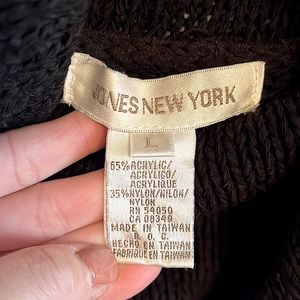 JONES NEW YORK
L
65% ACRYLIC/
ACRYLICO/
ACRYLIQUE
35% NYLON/NILON/
NYLON
RN 54050
CA 08349
MADE IN TAIWAN
R.O.C.
HECHO EN TAIWAN
FABRIQUE EN TAIWAN